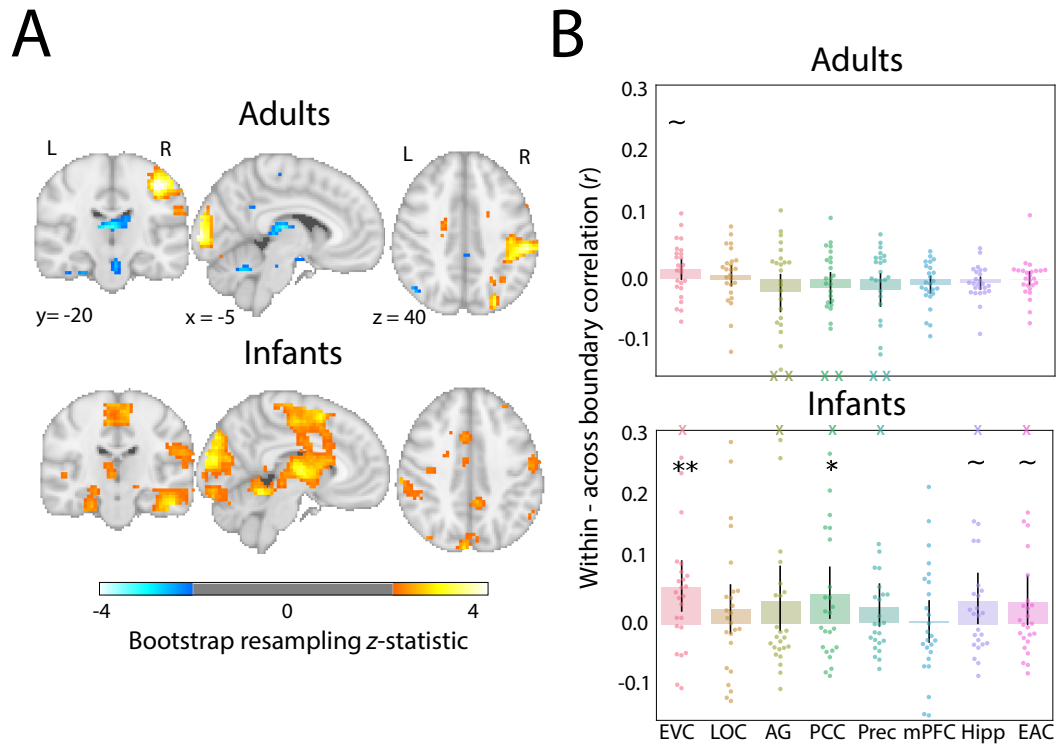 A
Adults
L R L R
y= -20 x = -5 z = 40
Infants
-4 0 4
Bootstrap resampling z-statistic
B
Within - across boundary correlation (r)
Adults
0.3
~
0.2
0.1
0.0
-0.1
x x x x x x
Infants
x x x x x x
0.3
** * ~ ~
0.2
0.1
0.0
-0.1
EVC LOC AG PCC Prec mPFC Hipp EAC